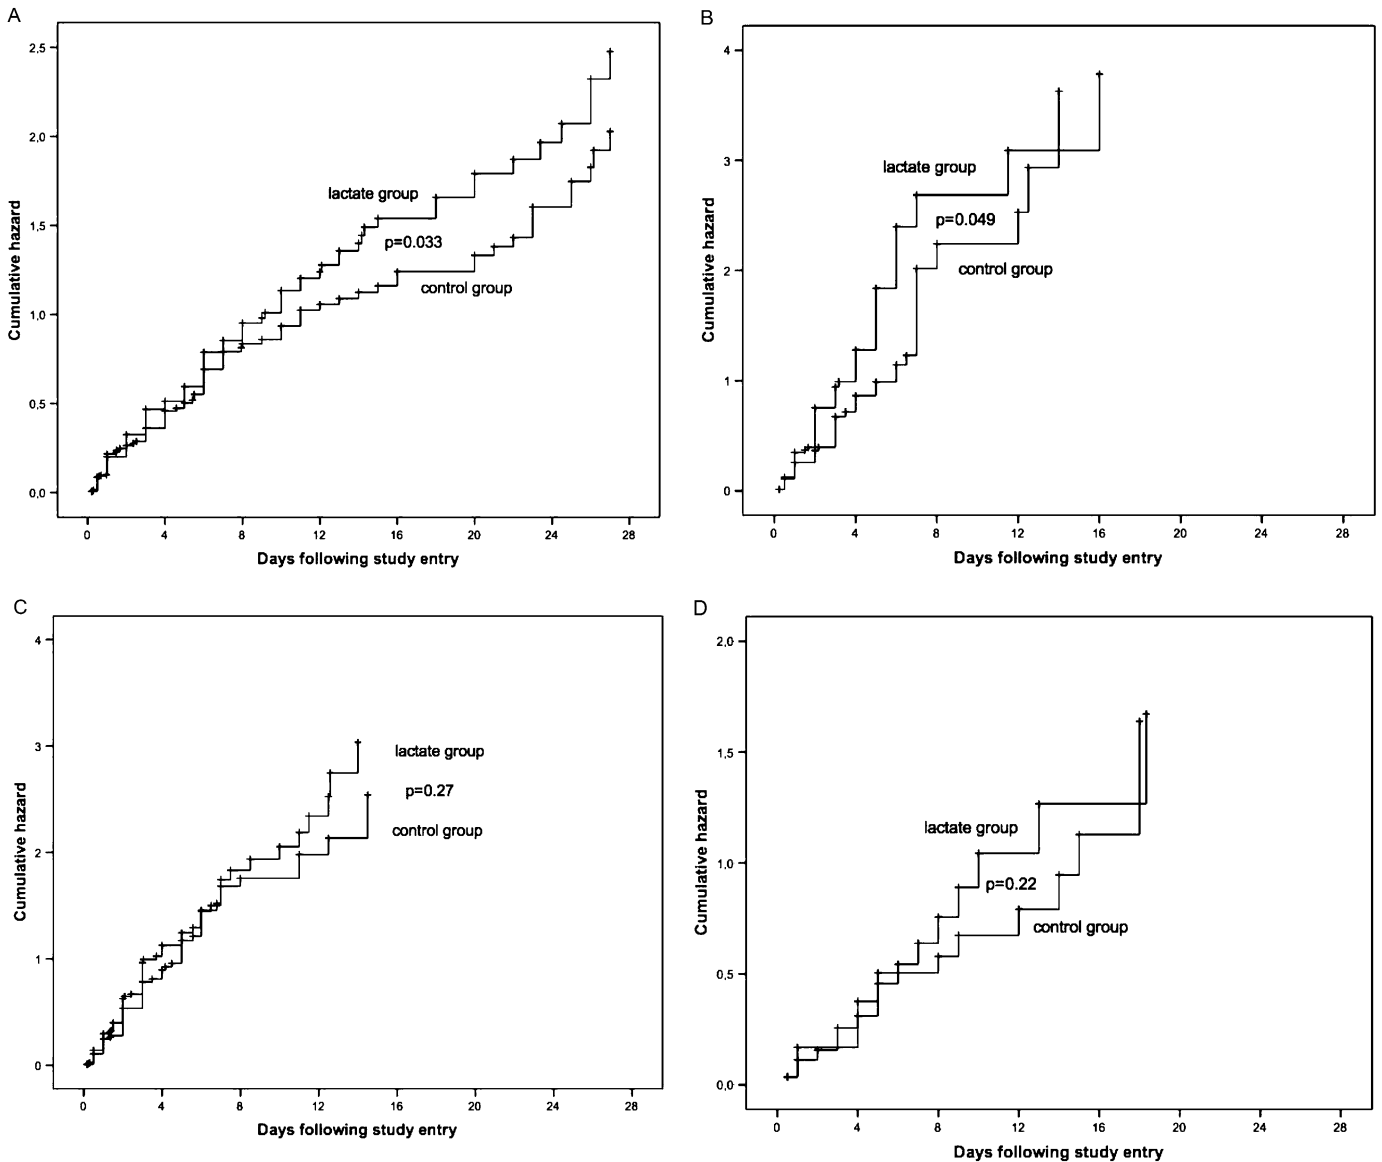 A
Cumulative hazard
2,5
2,0
1,5
1,0
0,5
0,0
lactate group
p=0.033
control group
0 4 8 12 16 20 24 28
Days following study entry
B
Cumulative hazard
4
3
2
1
0
lactate group
p=0.049
control group
0 4 8 12 16 20 24 28
Days following study entry
C
Cumulative hazard
4
3
2
1
0
lactate group
p=0.27
control group
0 4 8 12 16 20 24 28
Days following study entry
D
Cumulative hazard
2,0
1,5
1,0
0,5
0,0
lactate group
p=0.22
control group
0 4 8 12 16 20 24 28
Days following study entry